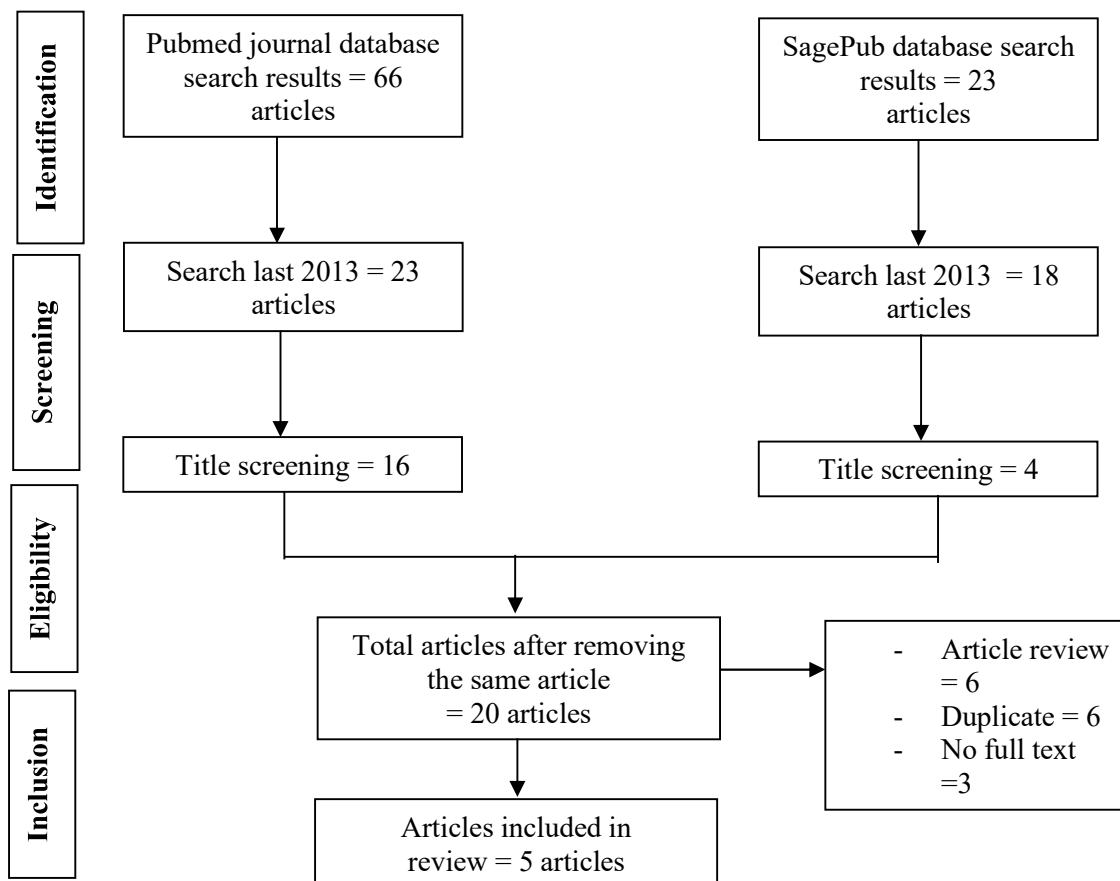 Identification
Pubmed journal database
search results = 66
articles
SagePub database search
results = 23
articles
Screening
Search last 2013 = 23
articles
Search last 2013 = 18
articles
Title screening = 16
Title screening = 4
Eligibility
Total articles after removing
the same article
= 20 articles
- Article review
= 6
- Duplicate = 6
- No full text
=3
Inclusion
Articles included in
review = 5 articles